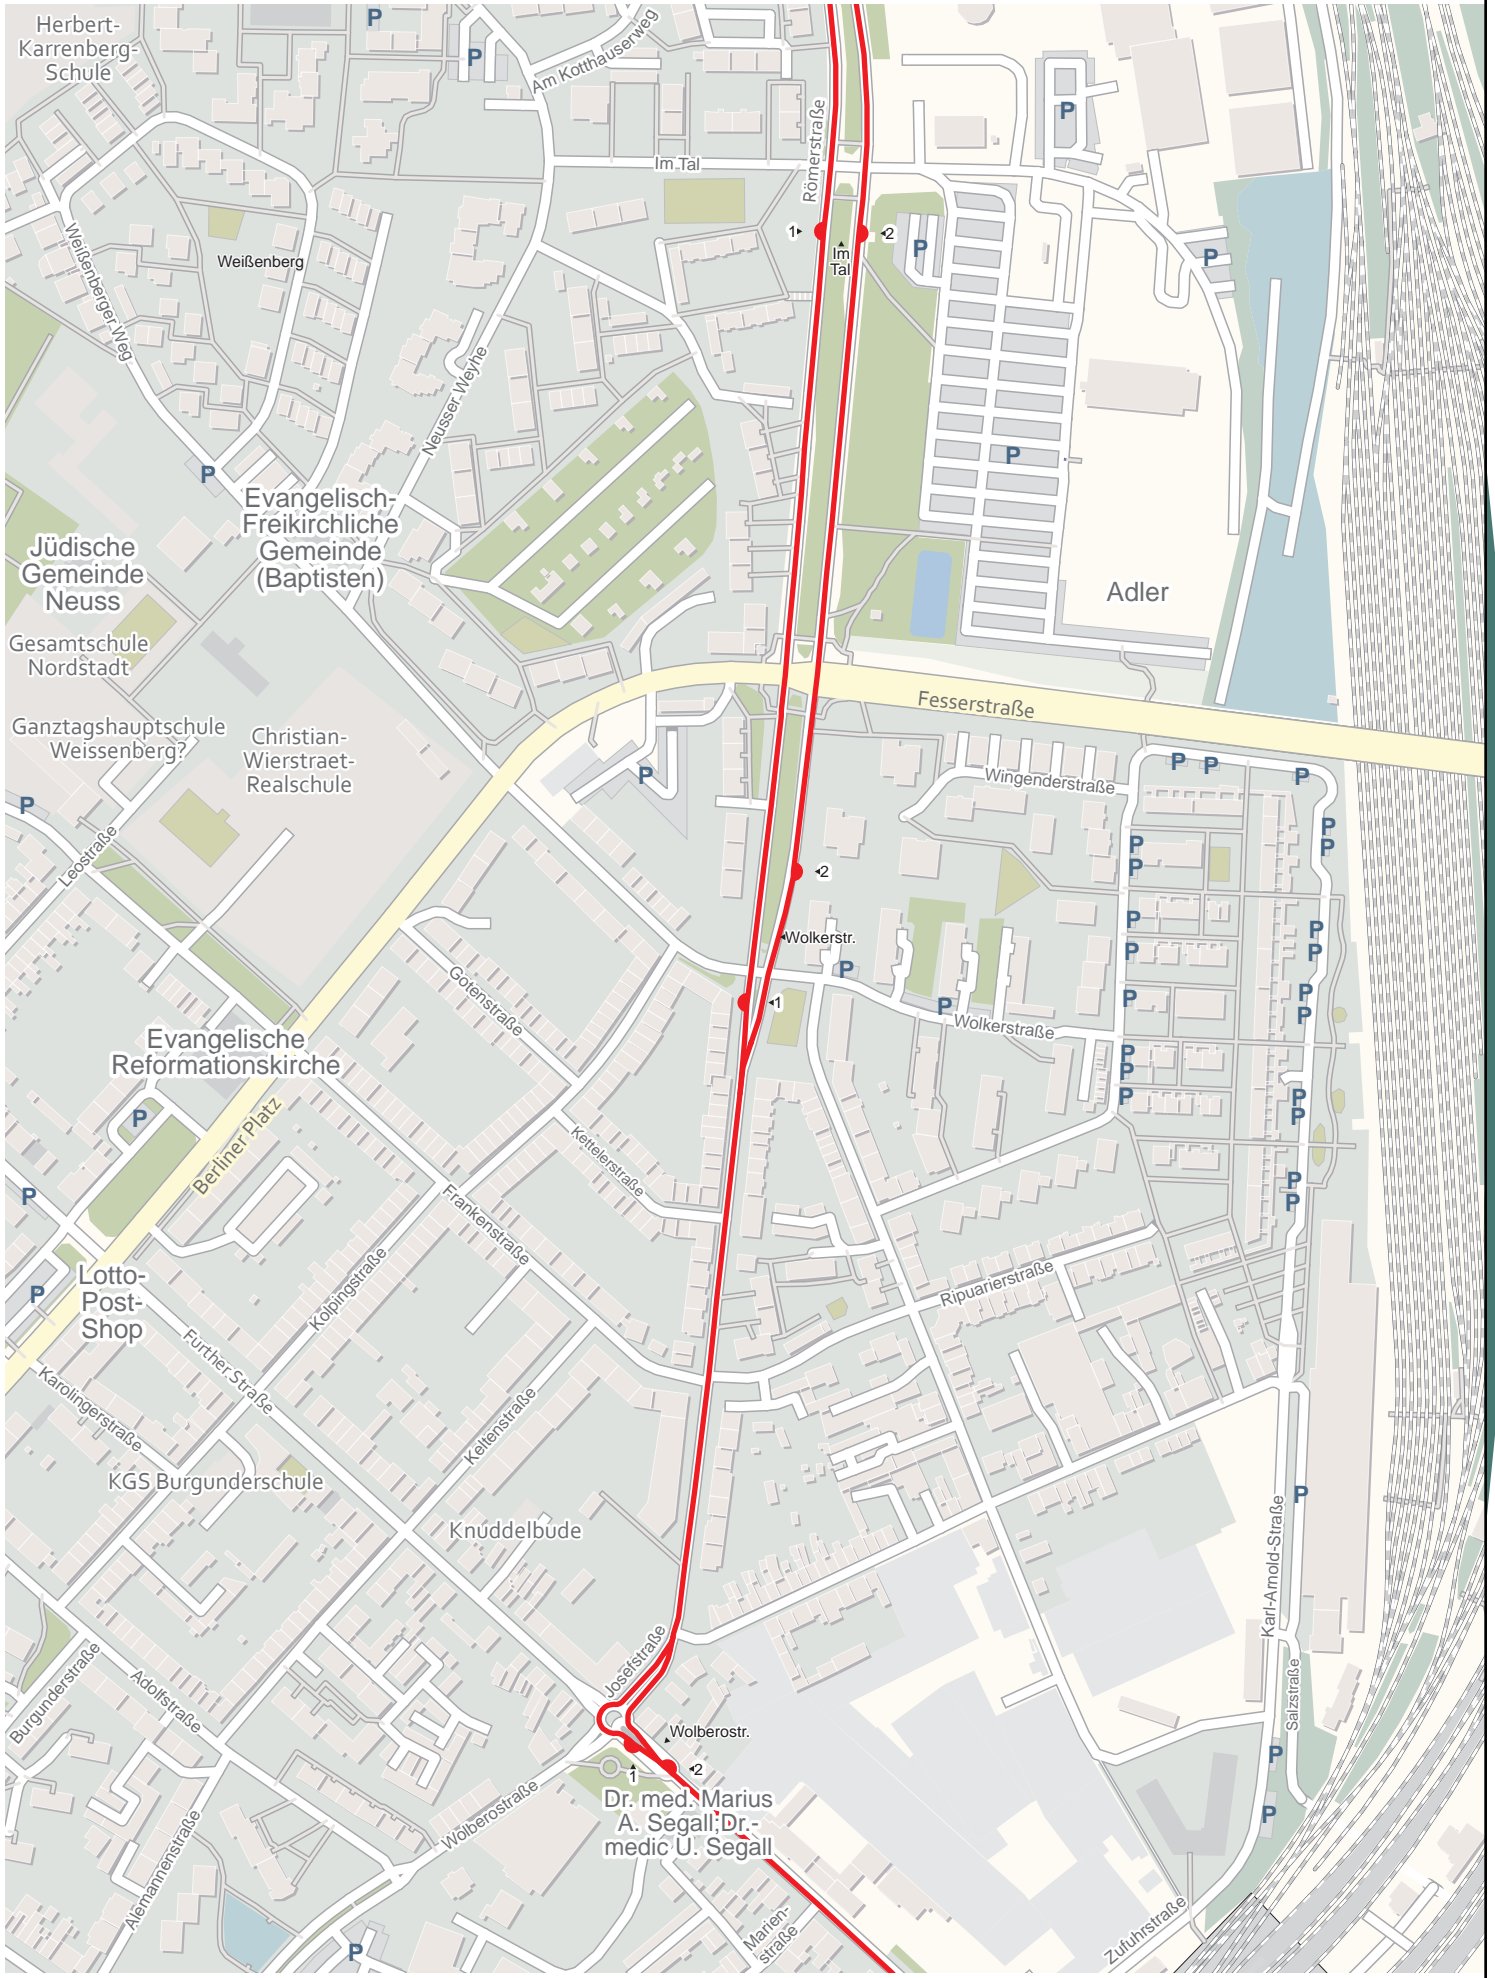 Herbert-
Karrenberg-
Schule
P
P
Am Kotthauserweg
Römerstraße
P
Im Tal
1
2
Im
Tal
P
P
Weißenberg
Weißenberger Weg
Neusser Weyhe
P
P
Evangelisch-
Freikirchliche
Gemeinde
(Baptisten)
Jüdische
Gemeinde
Neuss
Adler
Gesamtschule
Nordstadt
Fesserstraße
Ganztagshauptschule
Weissenberg?
Christian-
Wierstraet-
Realschule
P
P
P
P
Wingenderstraße
P
P
P
P
P
P
Leostraße
2
P
P
P
P
Wolkerstr.
P
Gotenstraße
1
P
P
P
P
Wolkerstraße
Evangelische
Reformationskirche
P
P
P
P
P
P
Berliner Platz
Kettelerstraße
P
P
P
Frankenstraße
Lotto-
Post-
Shop
P
Kolpingstraße
Ripuarierstraße
Further Straße
Karolingerstraße
Keltenstraße
KGS Burgunderschule
P
Knuddelbude
Karl-Arnold-Straße
Josefstraße
Burgunderstraße
Adolfstraße
Salzstraße
Wolberostr.
P
1
2
Dr. med. Marius
A. Segall;Dr.-
medic U. Segall
P
Wolberostraße
Alemannenstraße
Marien-
straße
P
Zufuhrstraße